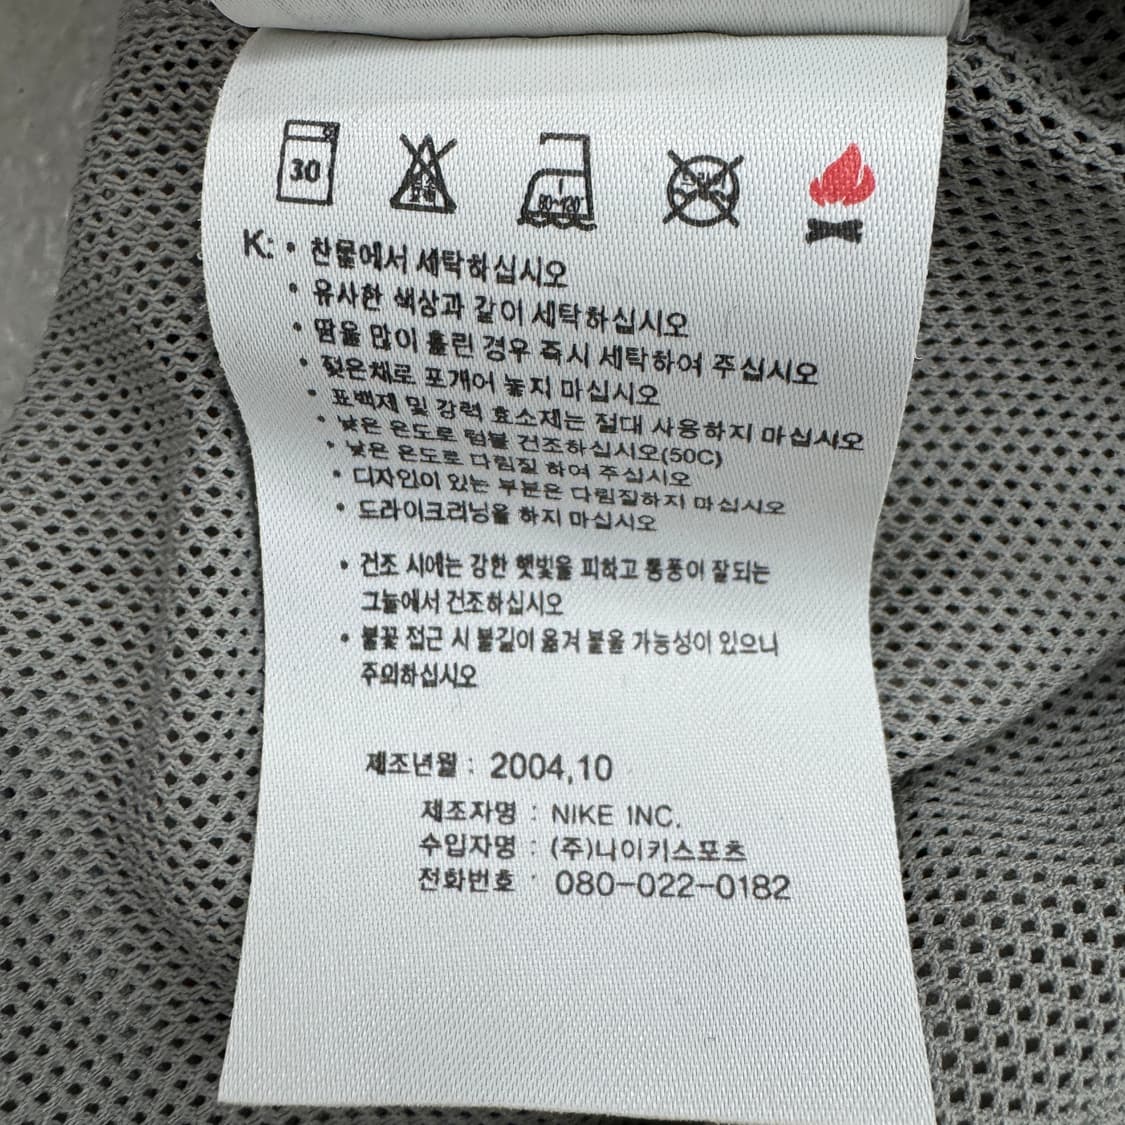 30
80~120
K: • 찬물에서 세탁하십시오
• 유사한 색상과 같이 세탁하십시오
• 땀을 많이 흘린 경우 즉시 세탁하여 주십시오
• 젖은채로 포개어 놓지 마십시오
• 표백제 및 강력 효소제는 절대 사용하지 마십시오
• 낮은 온도로 텀블 건조하십시오(50C)
• 낮은 온도로 다림질 하여 주십시오
• 디자인이 있는 부분은 다림질하지 마십시오
• 드라이크리닝을 하지 마십시오
• 건조 시에는 강한 햇빛을 피하고 통풍이 잘되는
그늘에서 건조하십시오
• 불꽃 접근 시 불길이 옮겨 붙을 가능성이 있으니
주의하십시오
제조년월 : 2004,10
제조자명 : NIKE INC.
수입자명 : (주)나이키스포츠
전화번호 : 080-022-0182